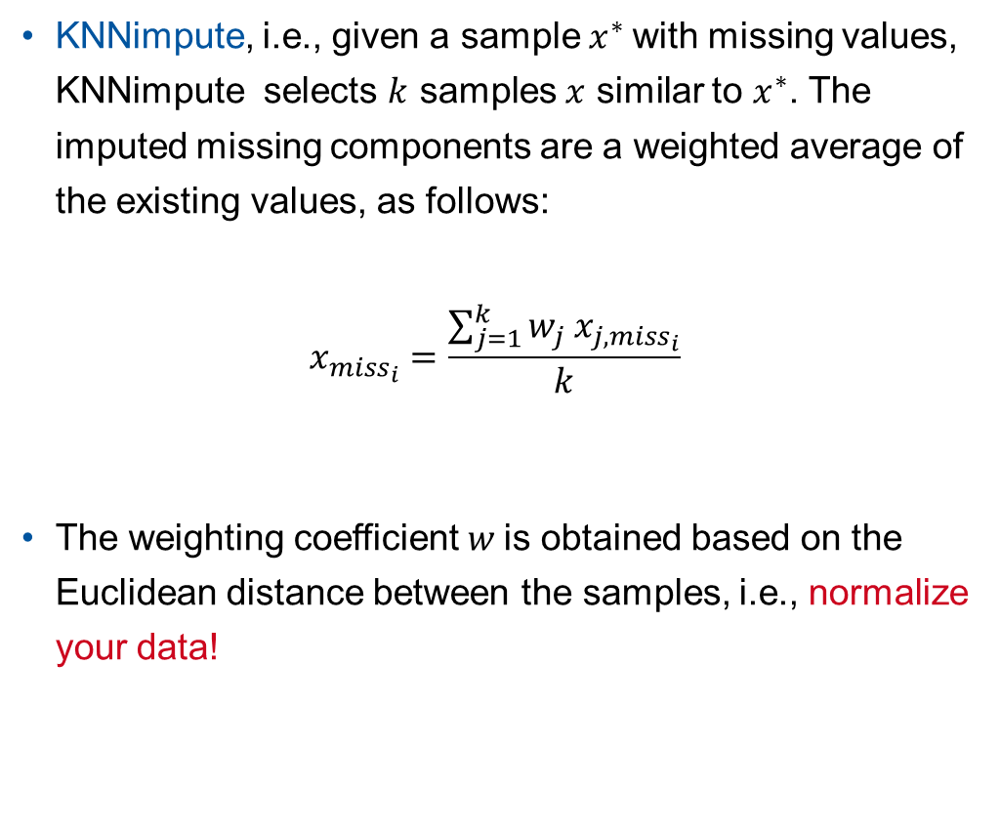 • KNNimpute, i.e., given a sample 𝑥* with missing values,
KNNimpute selects 𝑘 samples 𝑥 similar to 𝑥*. The
imputed missing components are a weighted average of
the existing values, as follows:
𝑥_{𝑚𝑖𝑠𝑠_𝑖} = \frac{∑_{𝑗=1}^{𝑘} 𝑤_𝑗 𝑥_{𝑗,𝑚𝑖𝑠𝑠_𝑖}}{𝑘}
• The weighting coefficient 𝑤 is obtained based on the
Euclidean distance between the samples, i.e., normalize
your data!